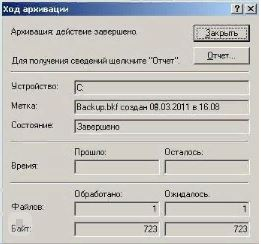 Ход архивации
Архивация: действие завершено.
Закрыть
Для получения сведений щелкните "Отчет".
Отчет...
Устройство: C:
Метка: Backup.bkf создан 09.03.2011 в 16:08
Состояние: Завершено
Прошло: Осталось:
Время:
Обработано: Ожидалось:
Файлов: 1 1
Байт: 723 723